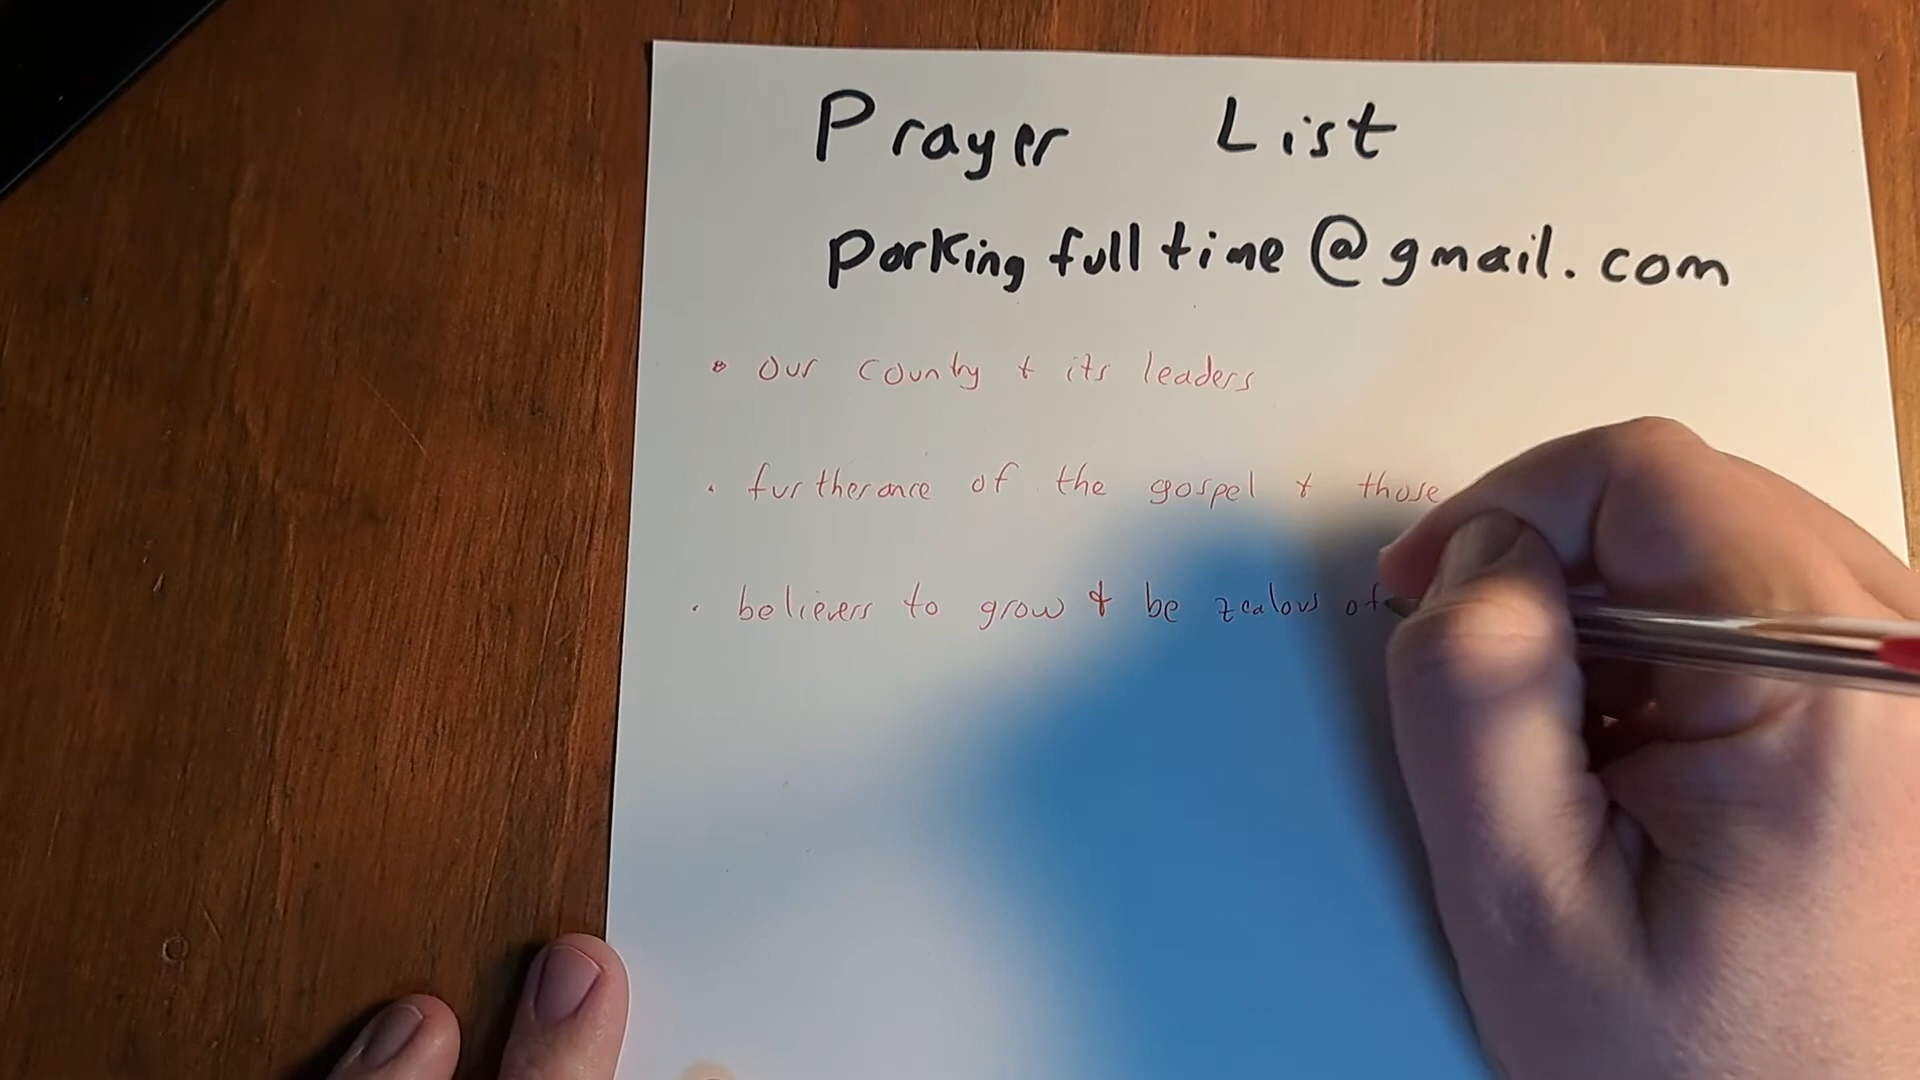 Prayer List
parkingfulltime@gmail.com
• Our country + its leaders
• furtherance of the gospel + those
• believers to grow & be zealous of